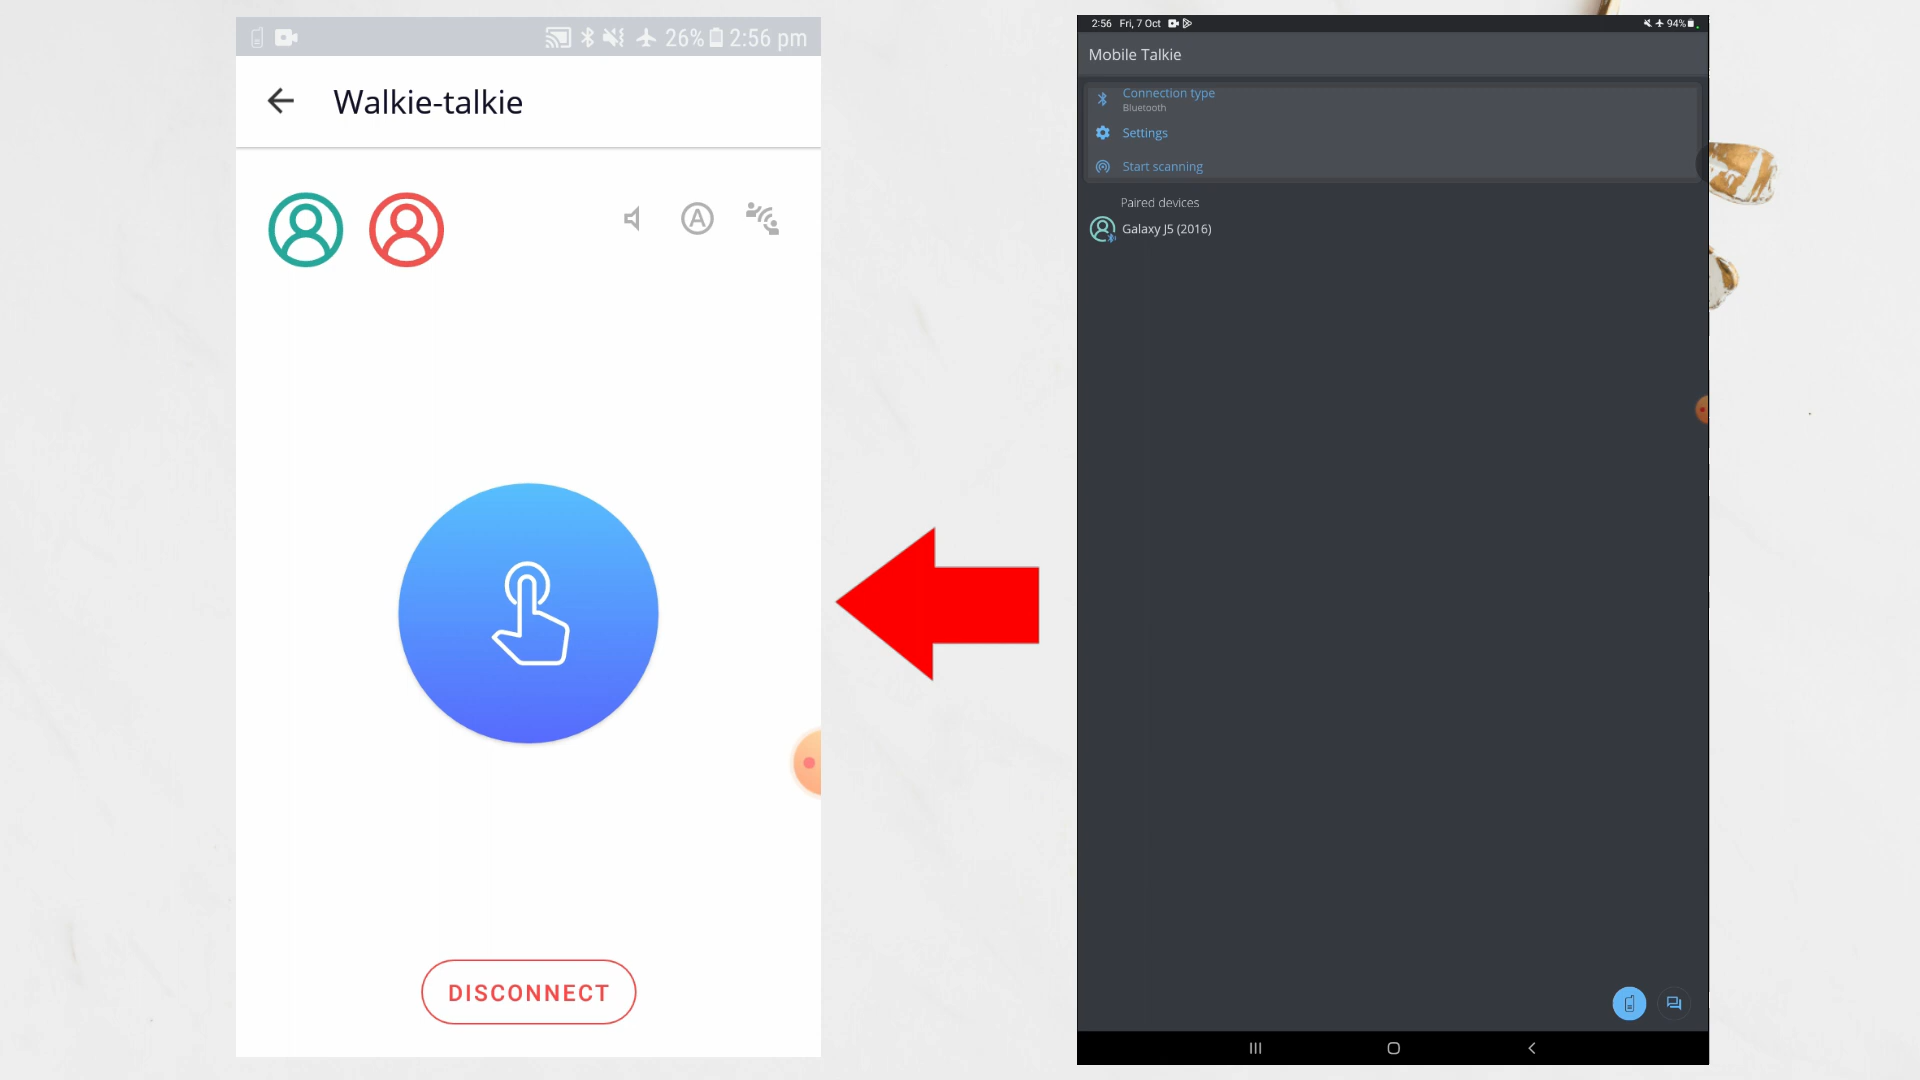 26% 2:56 pm
Walkie-talkie
A
DISCONNECT
2:56 Fri, 7 Oct 94%
Mobile Talkie
Connection type
Bluetooth
Settings
Start scanning
Paired devices
Galaxy J5 (2016)